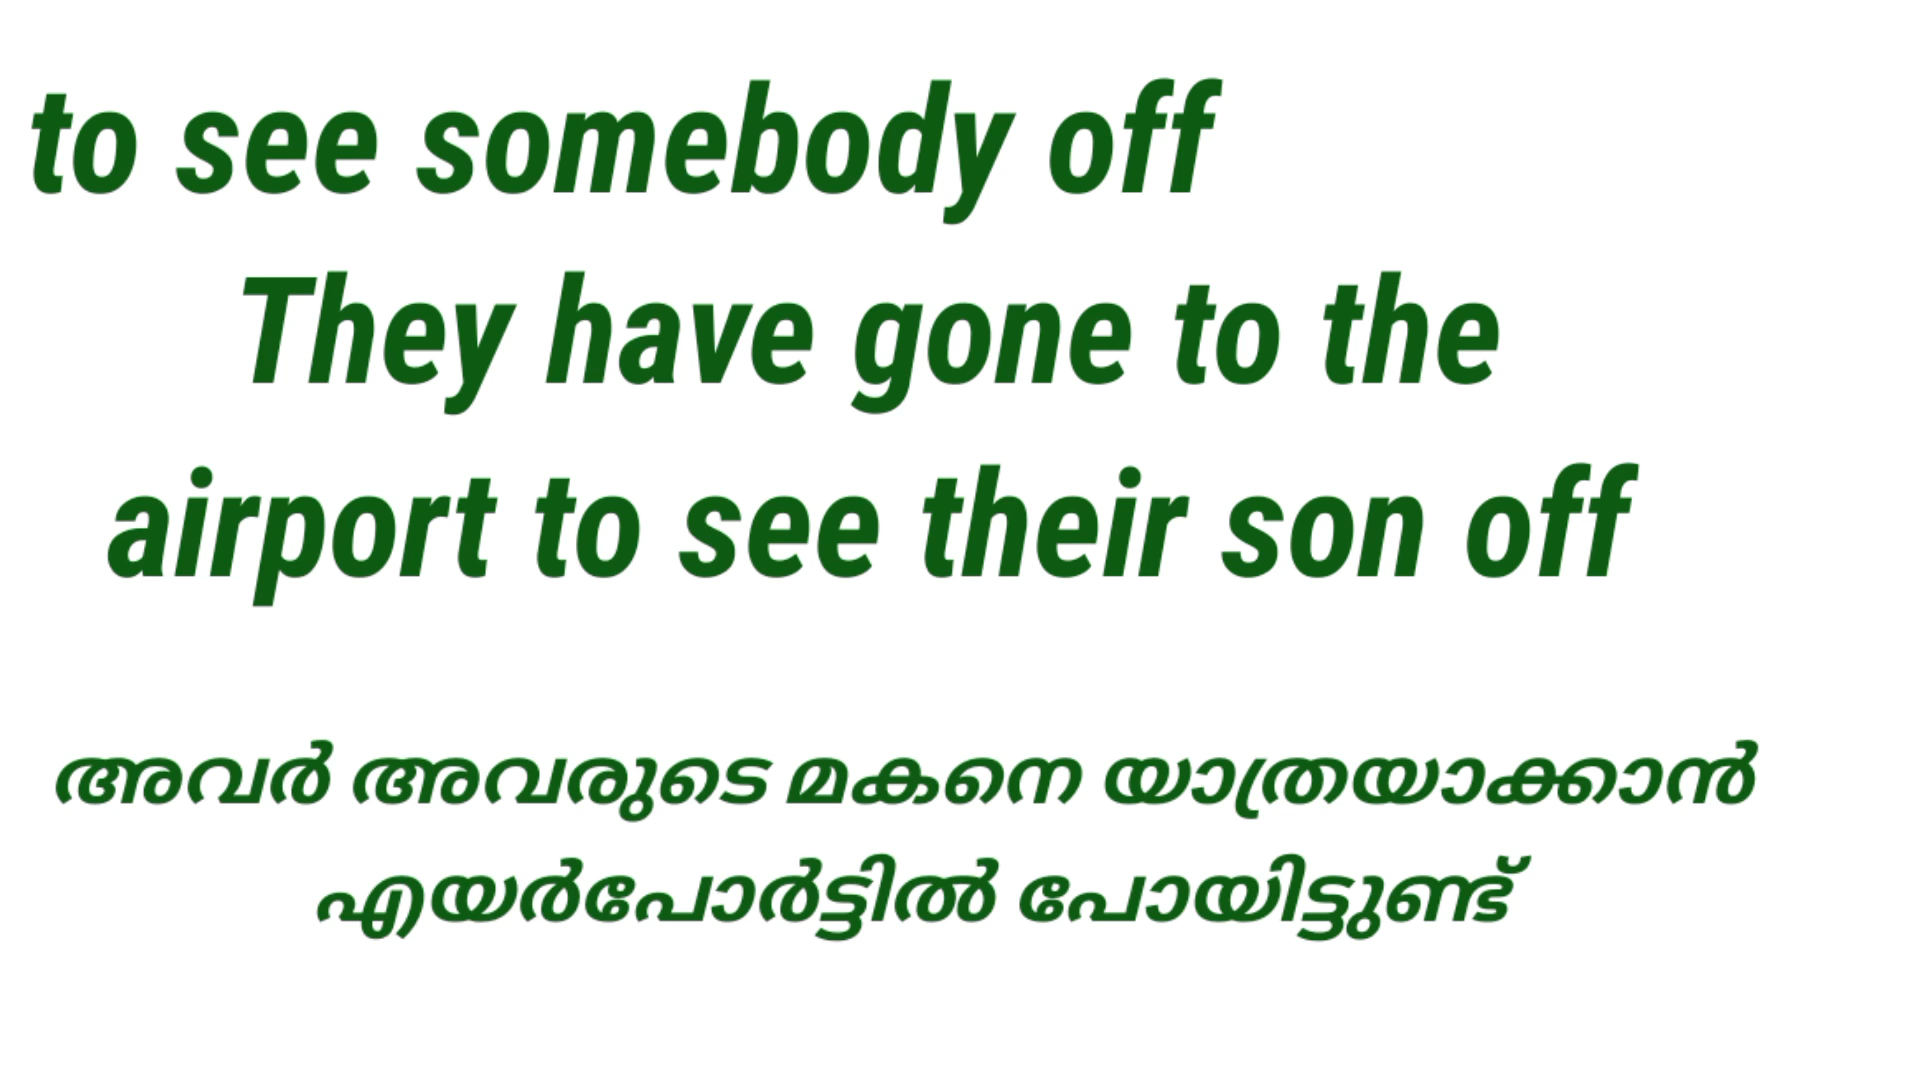 to see somebody off
They have gone to the
airport to see their son off
അവർ അവരുടെ മകനെ യാത്രയാക്കാൻ
എയർപോർട്ടിൽ പോയിട്ടുണ്ട്